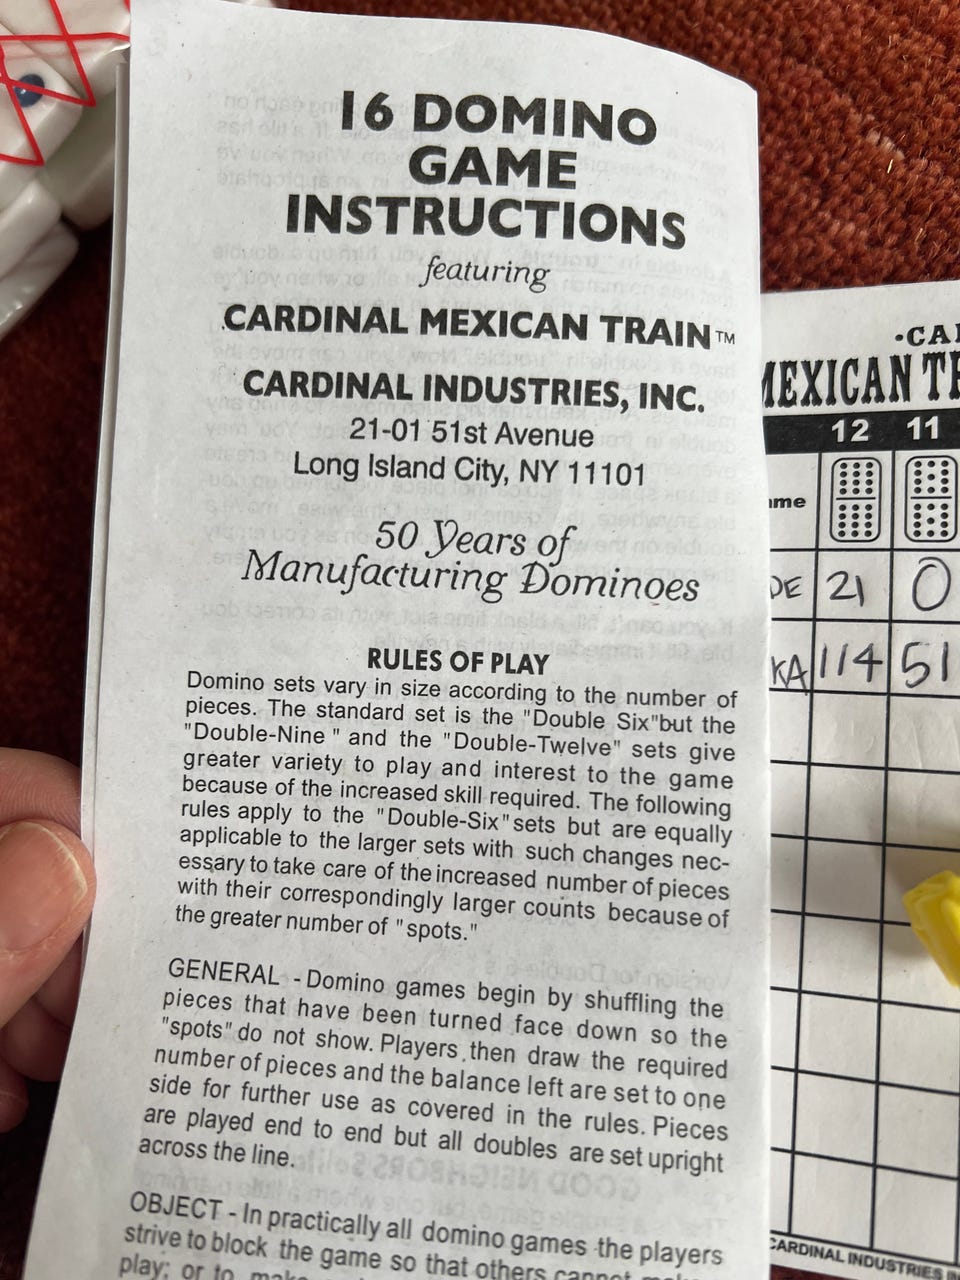 16 DOMINO
GAME
INSTRUCTIONS
featuring
CARDINAL MEXICAN TRAIN™
CARDINAL INDUSTRIES, INC.
21-01 51st Avenue
Long Island City, NY 11101
50 Years of
Manufacturing Dominoes
RULES OF PLAY
Domino sets vary in size according to the number of
pieces. The standard set is the "Double Six"but the
"Double-Nine " and the "Double-Twelve" sets give
greater variety to play and interest to the game
because of the increased skill required. The following
rules apply to the "Double-Six"sets but are equally
applicable to the larger sets with such changes nec-
essary to take care of the increased number of pieces
with their correspondingly larger counts because of
the greater number of "spots."
GENERAL - Domino games begin by shuffling the
pieces that have been turned face down so the
"spots" do not show. Players then draw the required
number of pieces and the balance left are set to one
side for further use as covered in the rules. Pieces
are played end to end but all doubles are set upright
across the line.
OBJECT - In practically all domino games the players
strive to block the game so that others cannot
play; or to
MEXICAN
12 11
21 0
114 51
CARDINAL INDUSTRIES